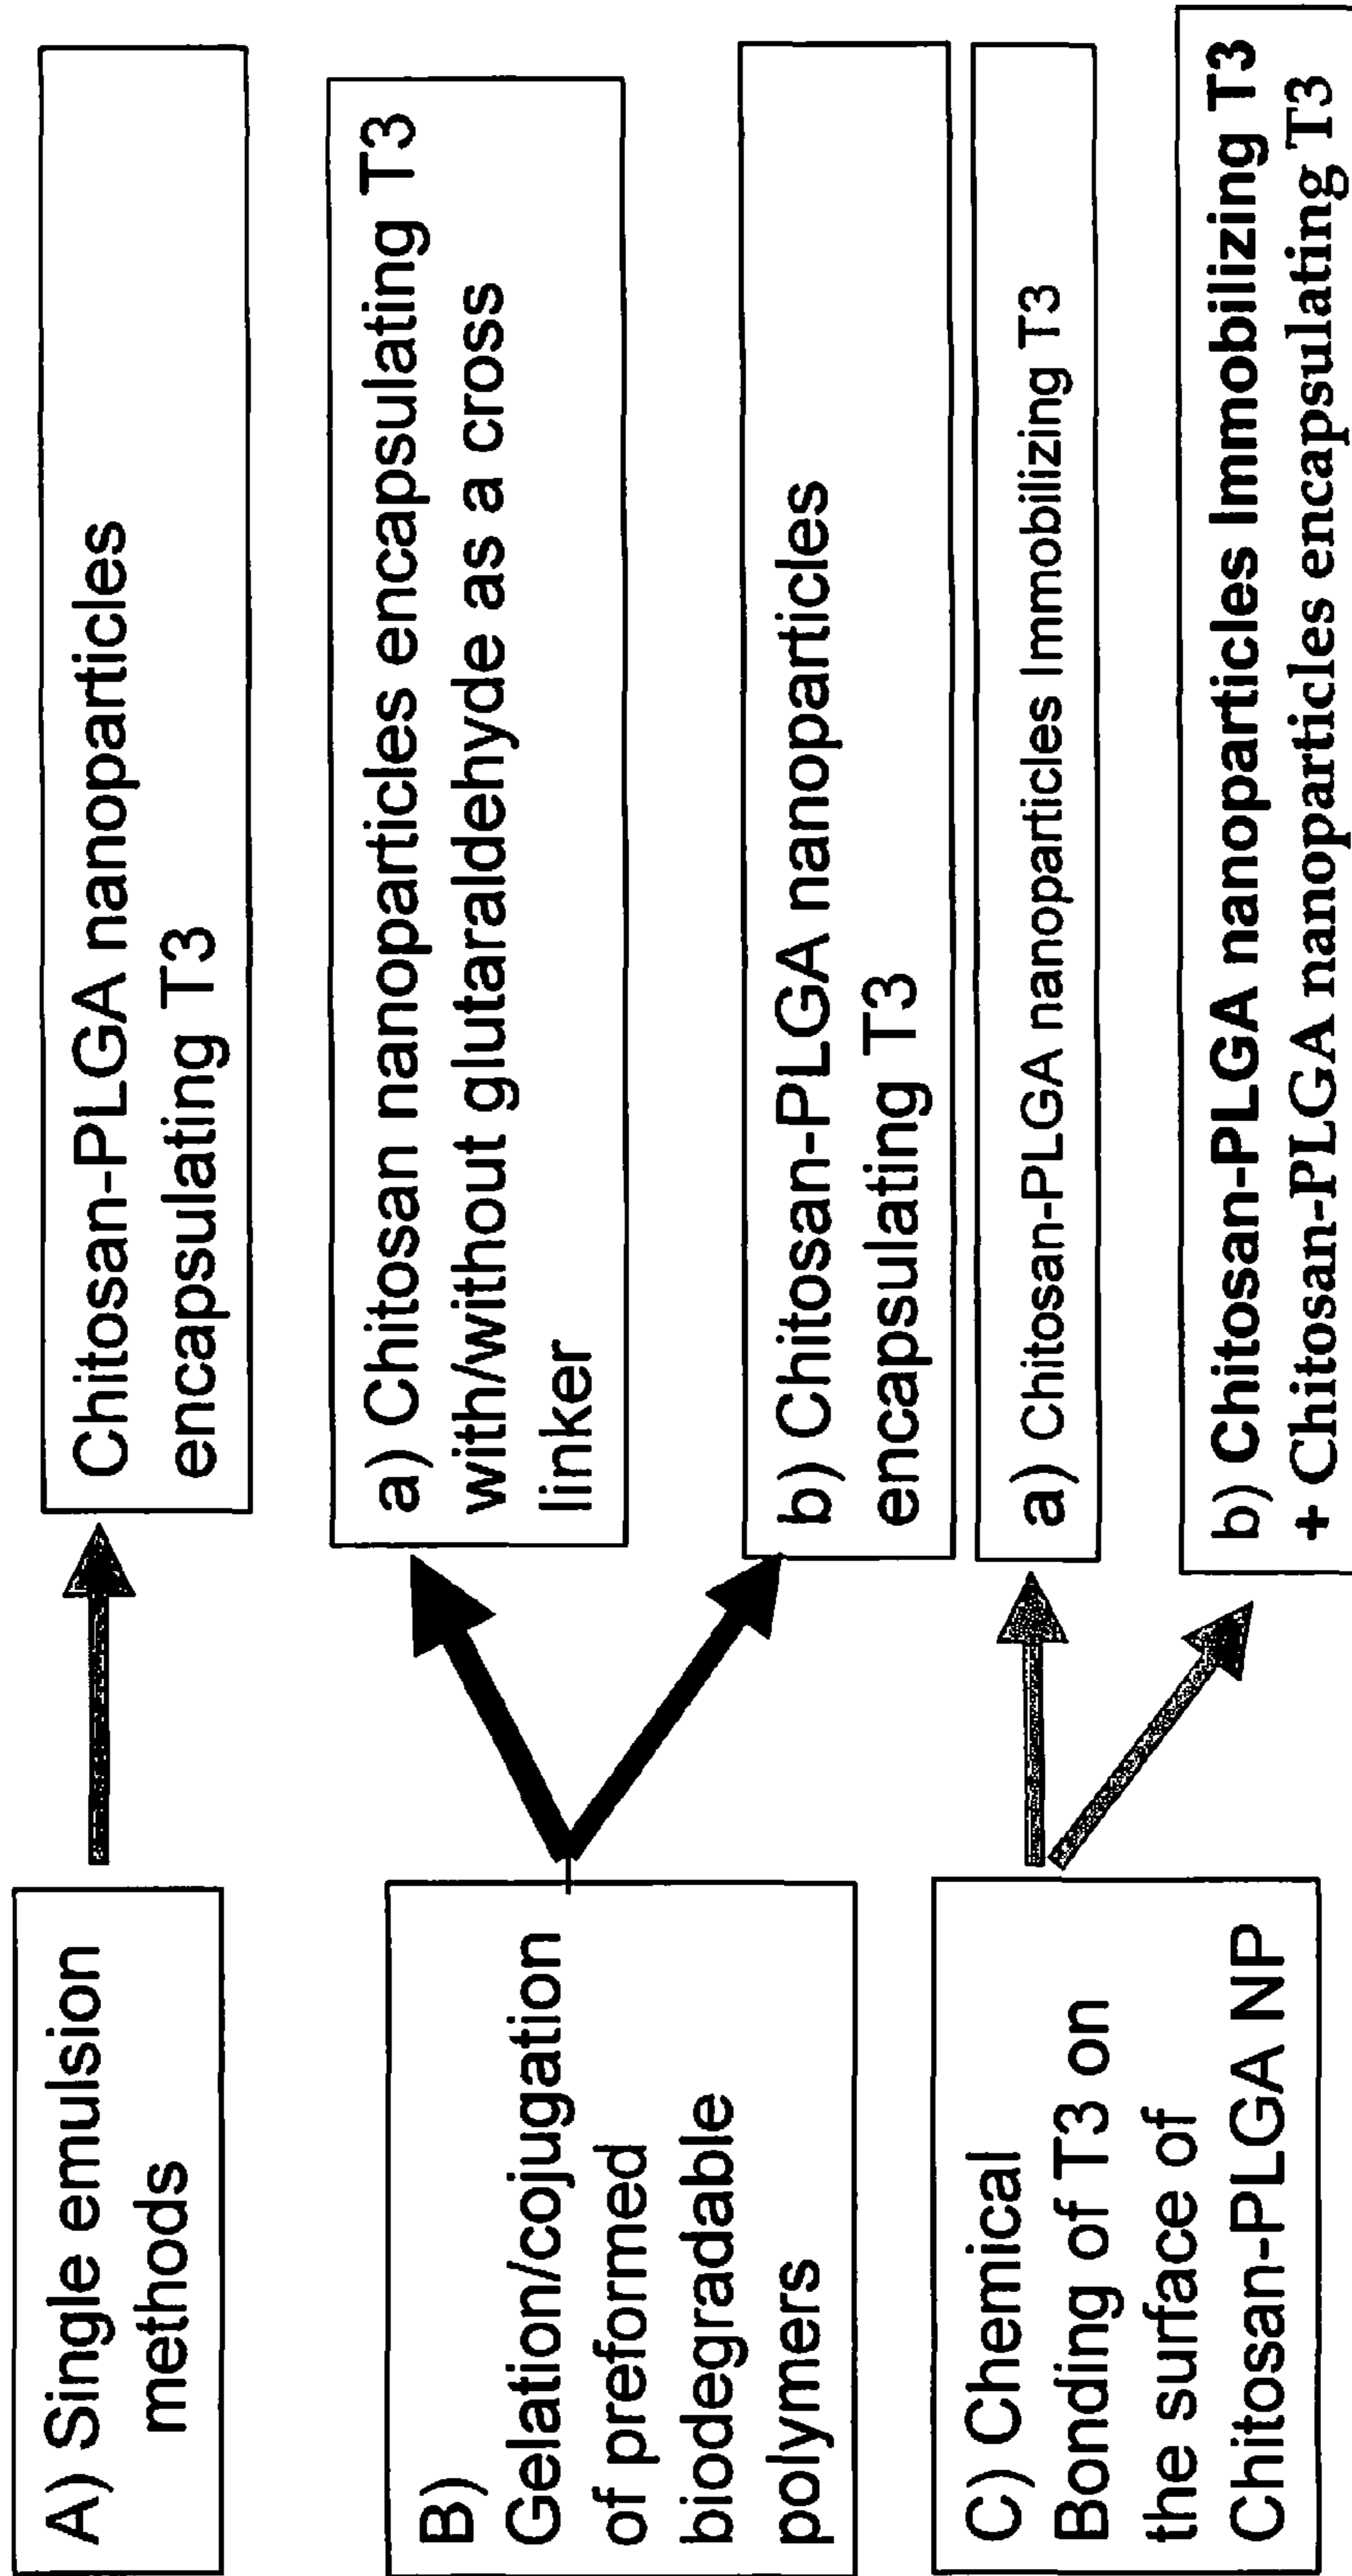 A) Single emulsion
methods
Chitosan-PLGA nanoparticles
encapsulating T3
B)
Gelation/cojugation
of preformed
biodegradable
polymers
a) Chitosan nanoparticles encapsulating T3
with/without glutaraldehyde as a cross
linker
b) Chitosan-PLGA nanoparticles
encapsulating T3
C) Chemical
Bonding of T3 on
the surface of
Chitosan-PLGA NP
a) Chitosan-PLGA nanoparticles Immobilizing T3
b) Chitosan-PLGA nanoparticles Immobilizing T3
+ Chitosan-PLGA nanoparticles encapsulating T3